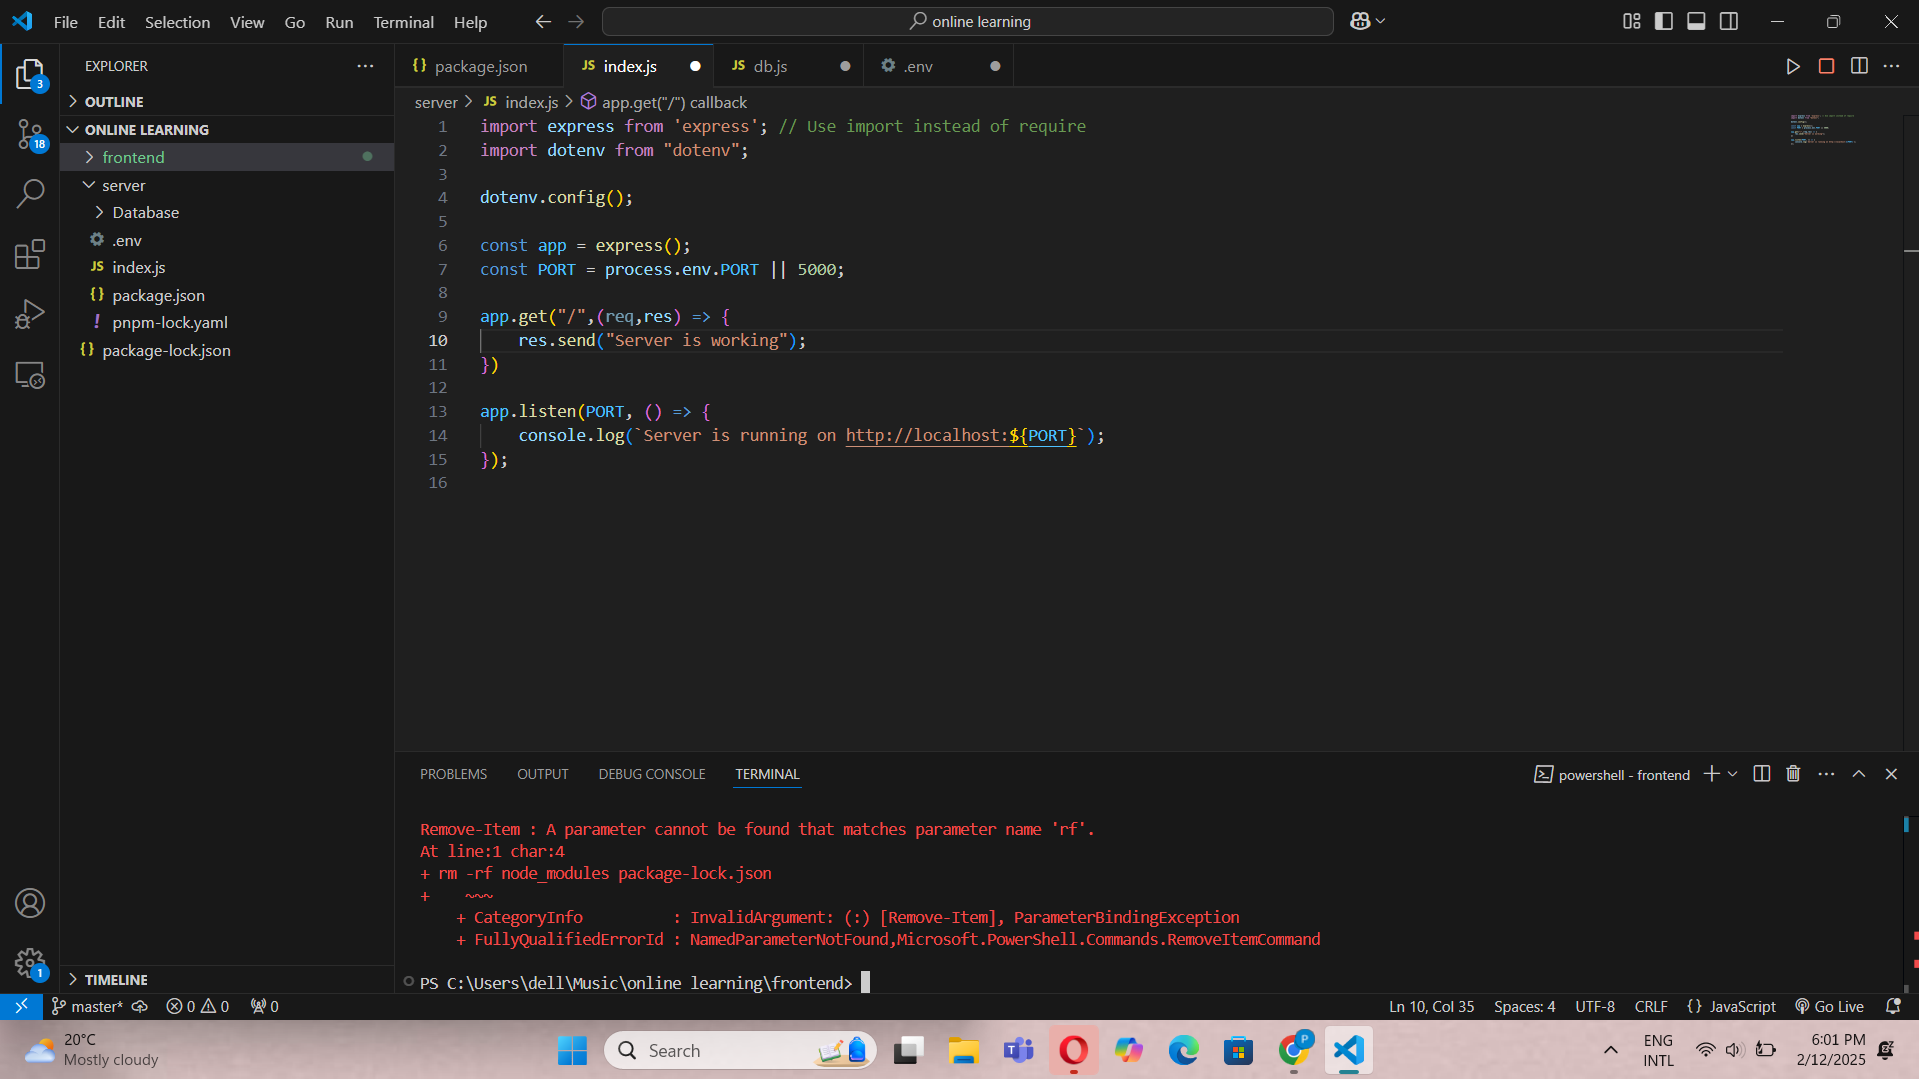 File Edit Selection View Go Run Terminal Help
online learning
EXPLORER
OUTLINE
ONLINE LEARNING
frontend
server
Database
.env
index.js
package.json
pnpm-lock.yaml
package-lock.json
TIMELINE
3
18
1
package.json
JS index.js
JS db.js
.env
server > JS index.js > app.get("/") callback
1 import express from 'express'; // Use import instead of require
2 import dotenv from "dotenv";
3
4 dotenv.config();
5
6 const app = express();
7 const PORT = process.env.PORT || 5000;
8
9 app.get("/",(req,res) => {
10 res.send("Server is working");
11 })
12
13 app.listen(PORT, () => {
14 console.log(`Server is running on http://localhost:${PORT}`);
15 });
16
PROBLEMS OUTPUT DEBUG CONSOLE TERMINAL
powershell - frontend
Remove-Item : A parameter cannot be found that matches parameter name 'rf'.
At line:1 char:4
+ rm -rf node_modules package-lock.json
+ ~~~
+ CategoryInfo : InvalidArgument: (:) [Remove-Item], ParameterBindingException
+ FullyQualifiedErrorId : NamedParameterNotFound,Microsoft.PowerShell.Commands.RemoveItemCommand
PS C:\Users\dell\Music\online learning\frontend>
master* 0 0 0
Ln 10, Col 35 Spaces: 4 UTF-8 CRLF {} JavaScript Go Live
20°C
Mostly cloudy
Search
ENG
INTL
6:01 PM
2/12/2025